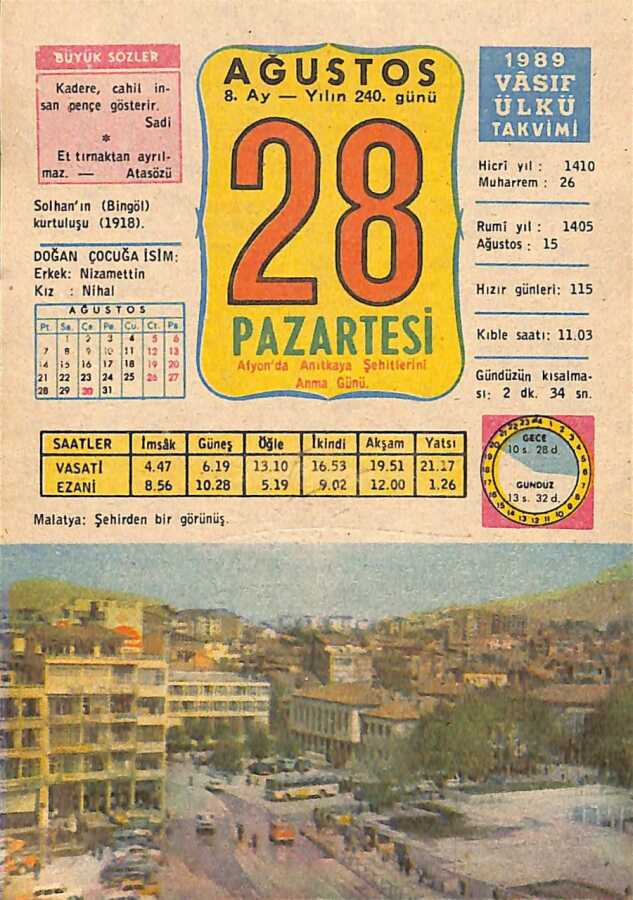 BÜYÜK SÖZLER
Kadere, cahil in-
san pençe gösterir.
Sadi
*
Et tırnaktan ayrıl-
maz. — Atasözü
Solhan'ın (Bingöl)
kurtuluşu (1918).
DOĞAN ÇOCUĞA İSİM:
Erkek: Nizamettin
Kız : Nihal
AĞUSTOS
Pt. Sa. Ça. Pe. Cu. Ct. Pa.
1 2 3 4 5 6
7 8 9 10 11 12 13
14 15 16 17 18 19 20
21 22 23 24 25 26 27
28 29 30 31
AĞUSTOS
8. Ay — Yılın 240. günü
28
PAZARTESİ
Afyon'da Anıtkaya Şehitlerini
Anma Günü.
1989
VÂSIF
ÜLKÜ
TAKVİMİ
Hicrî yıl : 1410
Muharrem : 26
Rumî yıl : 1405
Ağustos : 15
Hızır günleri: 115
Kıble saati: 11.03
Gündüzün kısalma-
sı: 2 dk. 34 sn.
SAATLER İmsâk Güneş Öğle İkindi Akşam Yatsı
VASATİ 4.47 6.19 13.10 16.53 19.51 21.17
EZANİ 8.56 10.28 5.19 9.02 12.00 1.26
GECE
10 s. 28 d.
GÜNDÜZ
13 s. 32 d.
Malatya: Şehirden bir görünüş.